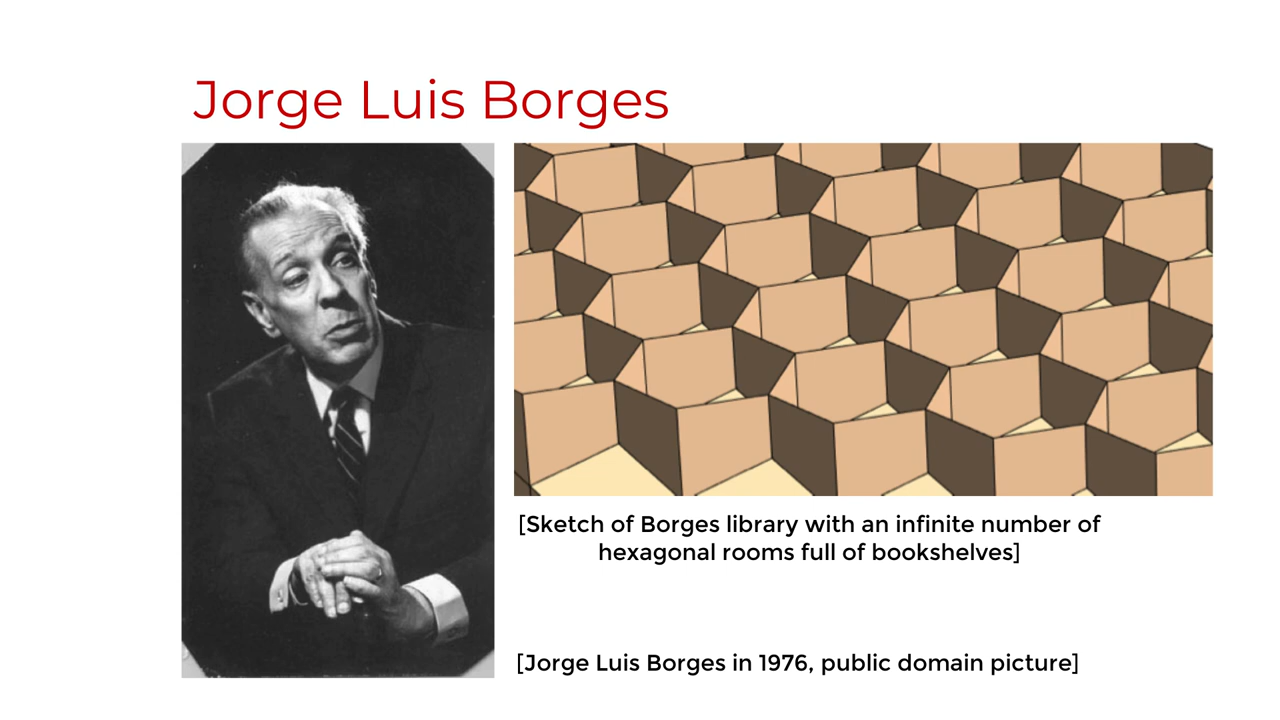 Jorge Luis Borges
[Sketch of Borges library with an infinite number of
hexagonal rooms full of bookshelves]
[Jorge Luis Borges in 1976, public domain picture]